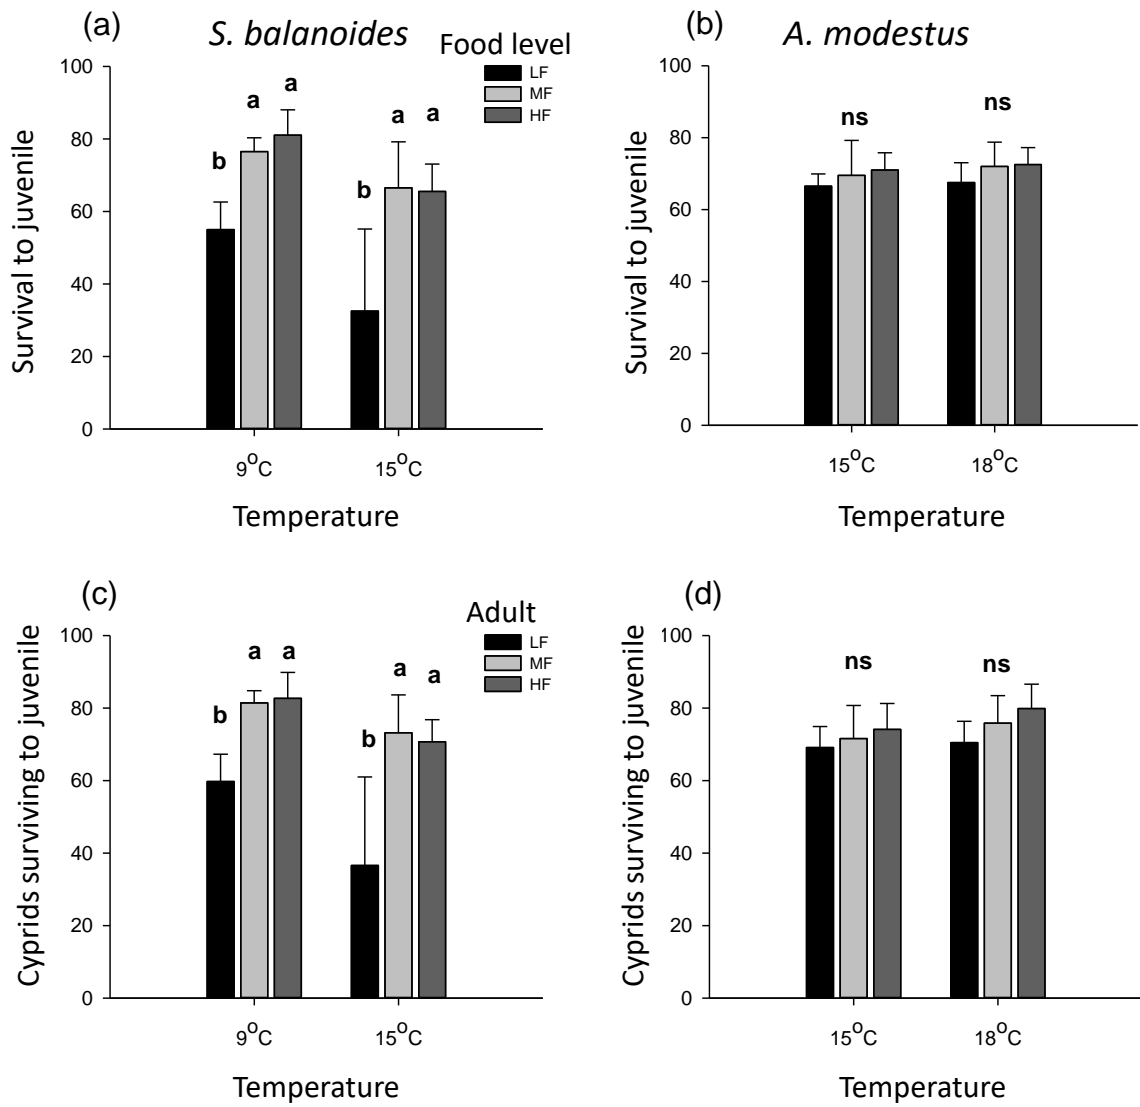 (a)
S. balanoides
Food level
LF
MF
HF
100
80
60
40
20
0
Survival to juvenile
b
a
a
b
a
a
9°C
15°C
Temperature
(b)
A. modestus
100
80
60
40
20
0
Survival to juvenile
ns
ns
15°C
18°C
Temperature
(c)
Adult
LF
MF
HF
100
80
60
40
20
0
Cyprids surviving to juvenile
b
a
a
b
a
a
9°C
15°C
Temperature
(d)
100
80
60
40
20
0
Cyprids surviving to juvenile
ns
ns
15°C
18°C
Temperature